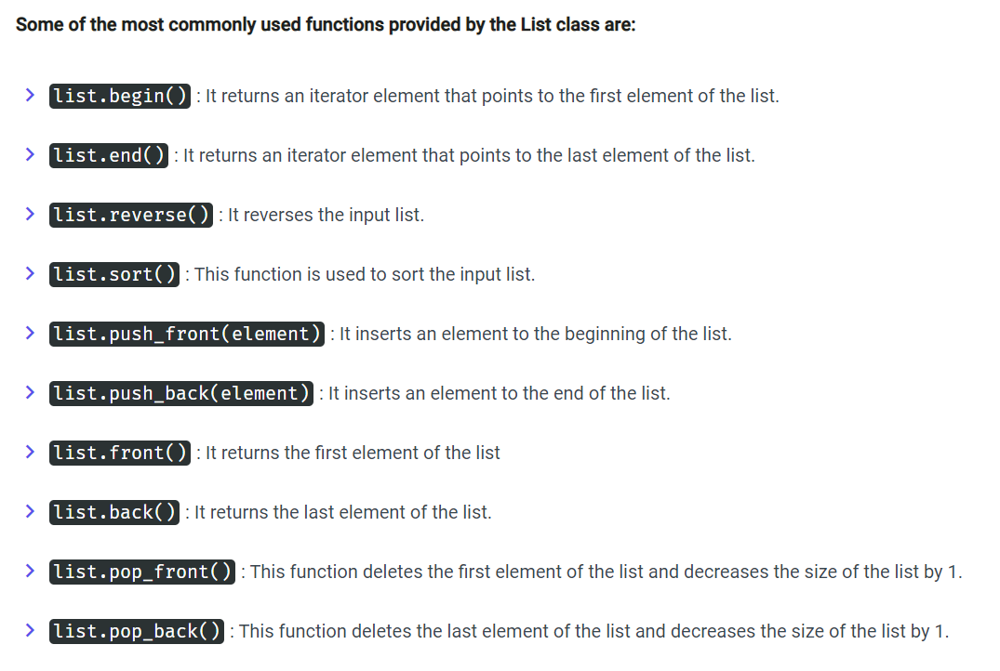 Some of the most commonly used functions provided by the List class are:
list.begin() : It returns an iterator element that points to the first element of the list.
list.end() : It returns an iterator element that points to the last element of the list.
list.reverse() : It reverses the input list.
list.sort() : This function is used to sort the input list.
list.push_front(element) : It inserts an element to the beginning of the list.
list.push_back(element) : It inserts an element to the end of the list.
list.front() : It returns the first element of the list
list.back() : It returns the last element of the list.
list.pop_front() : This function deletes the first element of the list and decreases the size of the list by 1.
list.pop_back() : This function deletes the last element of the list and decreases the size of the list by 1.